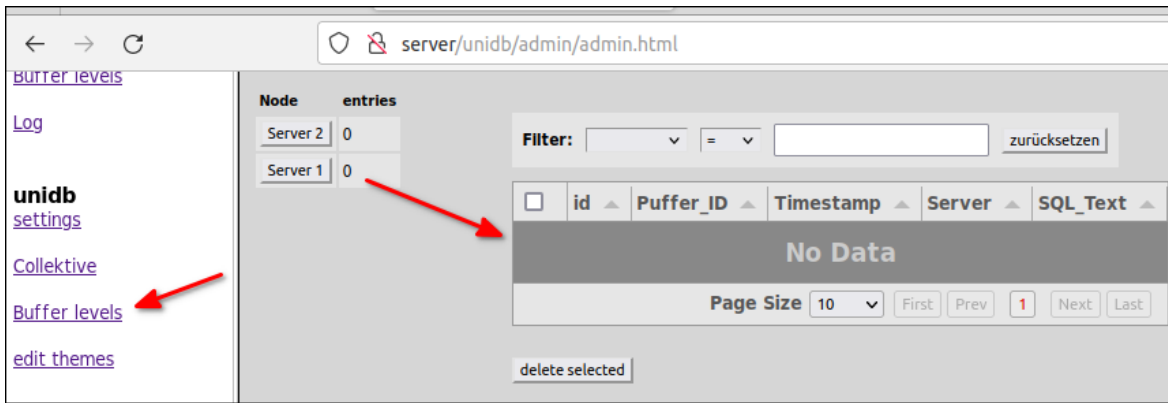 server/unidb/admin/admin.html
Buffer levels
Log
unidb
settings
Collektive
Buffer levels
edit themes
Node entries
Server 2 0
Server 1 0
Filter: = zurücksetzen
id Puffer_ID Timestamp Server SQL_Text
No Data
Page Size 10 First Prev 1 Next Last
delete selected